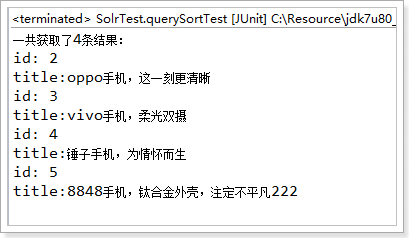 <terminated> SolrTest.querySortTest [JUnit] C:\Resource\jdk7u80_
一共获取了4条结果：
id: 2
title:oppo手机，这一刻更清晰
id: 3
title:vivo手机，柔光双摄
id: 4
title:锤子手机，为情怀而生
id: 5
title:8848手机，钛合金外壳，注定不平凡222